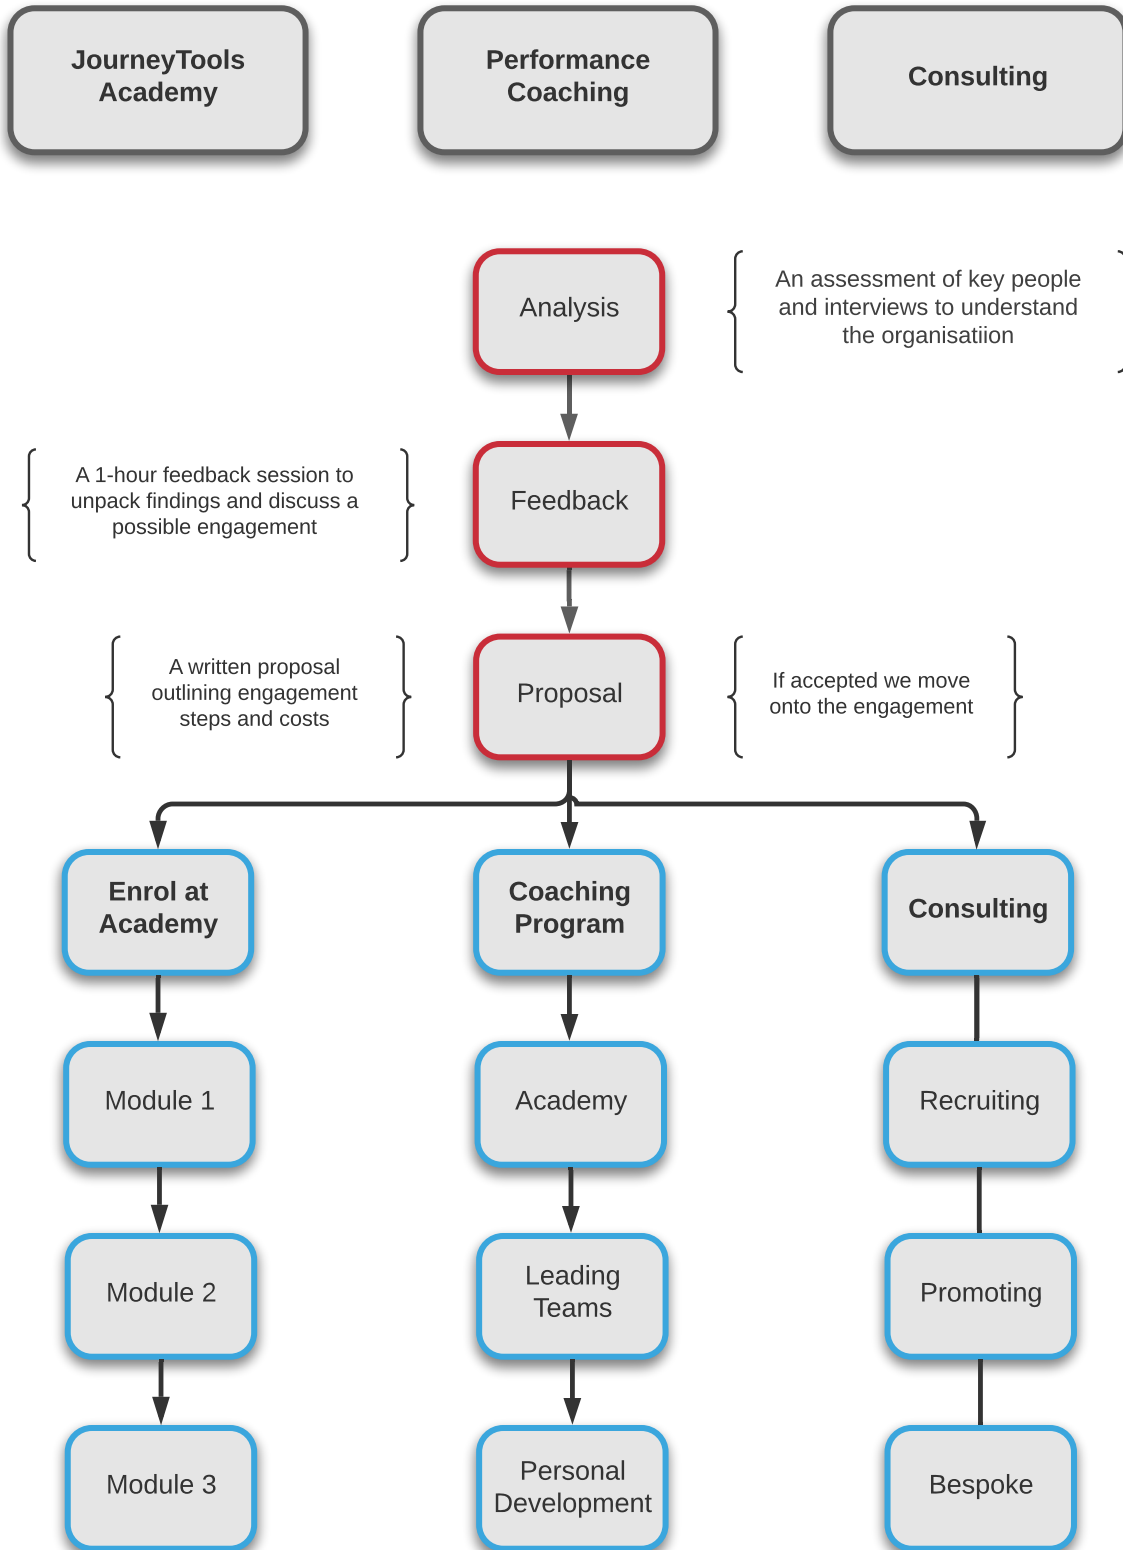 JourneyTools
Academy
Performance
Coaching
Consulting
Analysis
An assessment of key people
and interviews to understand
the organisatiion
A 1-hour feedback session to
unpack findings and discuss a
possible engagement
Feedback
A written proposal
outlining engagement
steps and costs
Proposal
If accepted we move
onto the engagement
Enrol at
Academy
Coaching
Program
Consulting
Module 1
Academy
Recruiting
Module 2
Leading
Teams
Promoting
Module 3
Personal
Development
Bespoke